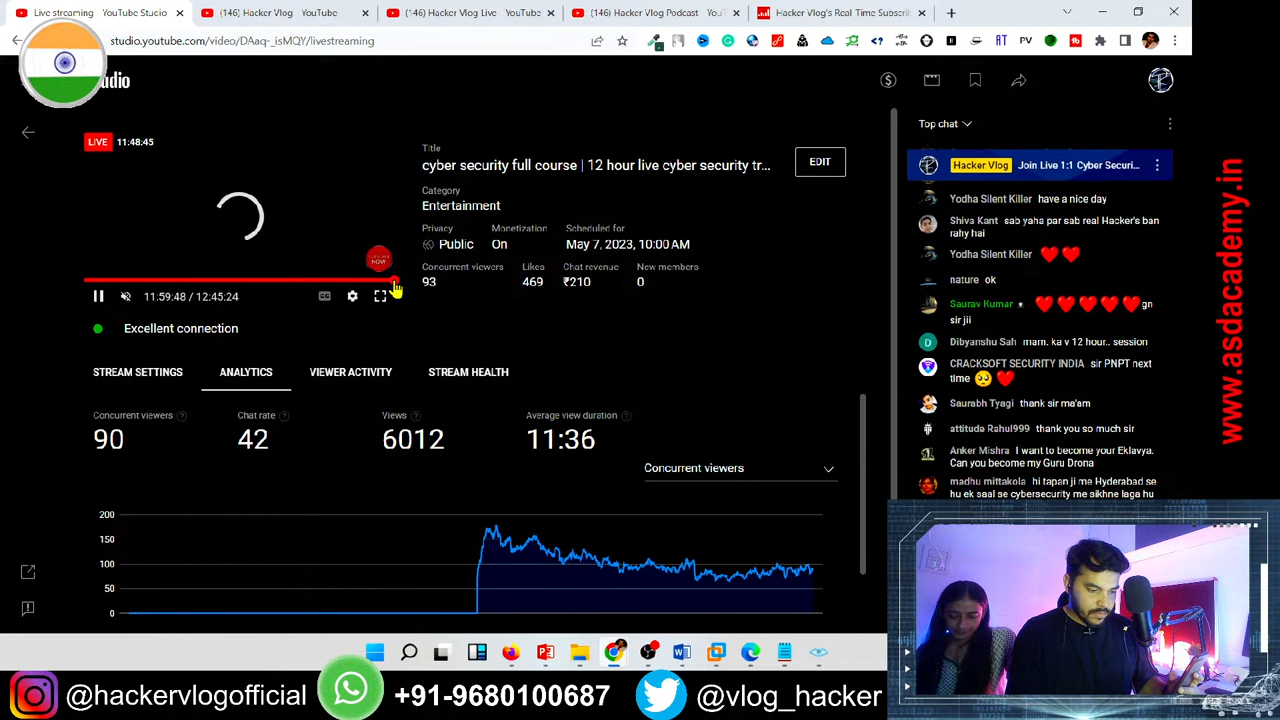 Live streaming - YouTube Studio
(146) Hacker Vlog - YouTube
(146) Hacker Vlog - YouTube
(146) Hacker Vlog Podcast - Yo
Hacker Vlog's Real Time Subscri
studio.youtube.com/video/DAaq-_isMQY/livestreaming
AT
PV
LIVE
11:48:45
Title
cyber security full course | 12 hour live cyber security tr...
EDIT
Category
Entertainment
Privacy
Monetization
Scheduled for
Public
On
May 7, 2023, 10:00 AM
Concurrent viewers
Likes
Chat revenue
New members
93
469
₹210
0
NOW
11:59:48 / 12:45:24
Excellent connection
STREAM SETTINGS
ANALYTICS
VIEWER ACTIVITY
STREAM HEALTH
Concurrent viewers
Chat rate
Views
Average view duration
90
42
6012
11:36
Concurrent viewers
200
150
100
50
0
Top chat
Hacker Vlog Join Live 1:1 Cyber Securi...
Yodha Silent Killer have a nice day
Shiva Kant sab yaha par sab real Hacker's ban
rahy hai
Yodha Silent Killer ❤️❤️
nature ok
Saurav Kumar ❤️❤️❤️❤️❤️gn
sir jii
D
Dibyanshu Sah mam. ka v 12 hour.. session
CRACKSOFT SECURITY INDIA sir PNPT next
time 🥺 ❤️
Saurabh Tyagi thank sir ma'am
attitude Rahul999 thank you so much sir
Anker Mishra I want to become your Eklavya.
Can you become my Guru Drona
madhu mittakola hi tapan ji me Hyderabad se
hu ek saal se cybersecurity me sikhne laga hu
www.asdacademy.in
@hackervlogofficial
+91-9680100687
@vlog_hacker